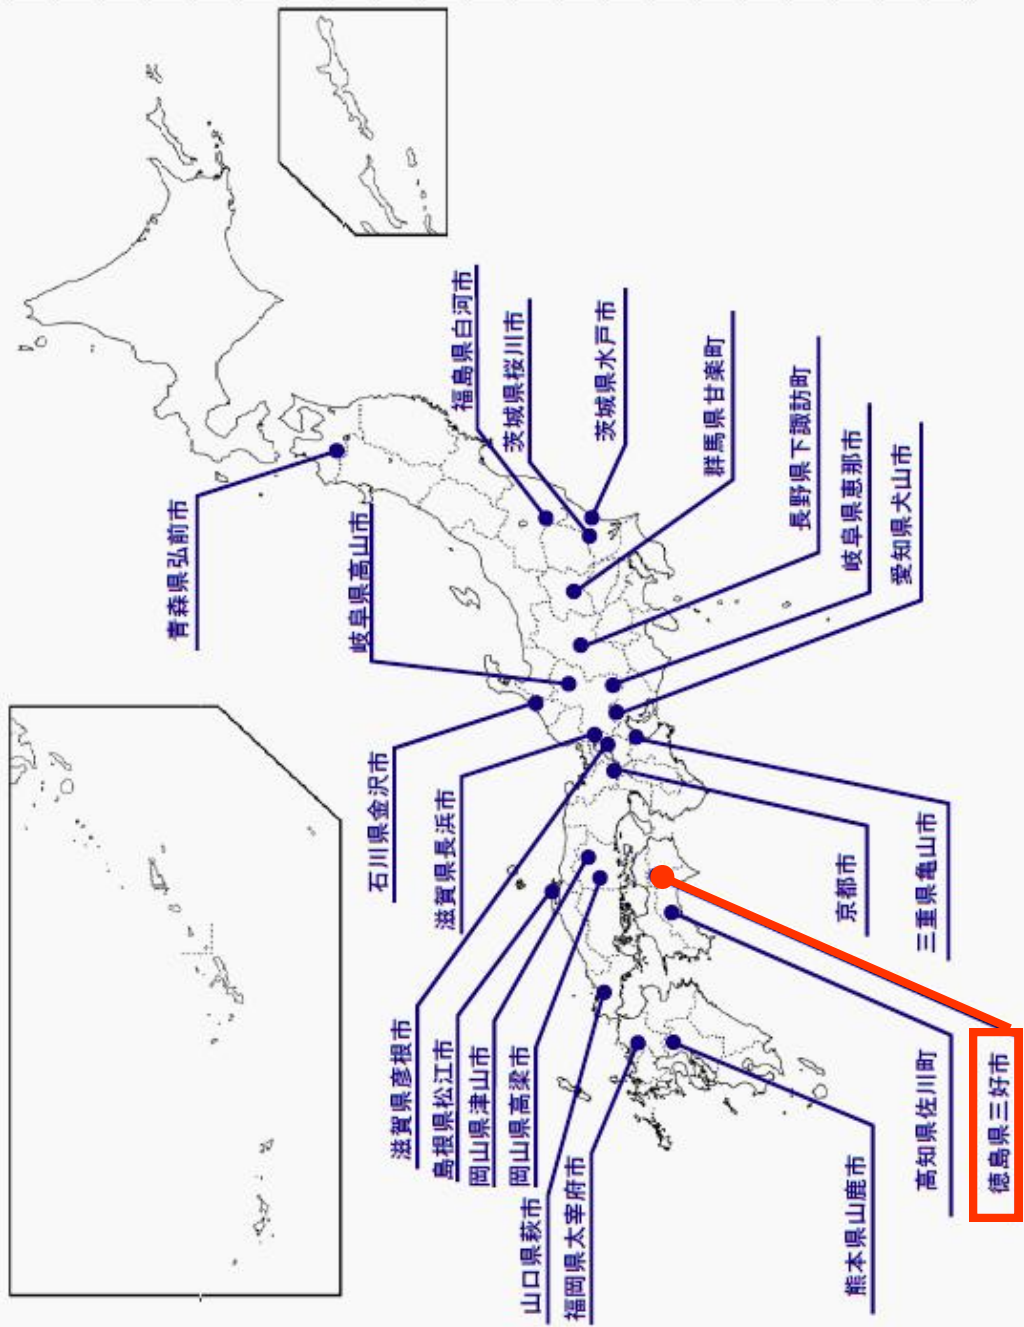 青森県弘前市
福島県白河市
茨城県桜川市
茨城県水戸市
群馬県甘楽町
長野県下諏訪町
岐阜県恵那市
愛知県犬山市
岐阜県高山市
石川県金沢市
滋賀県長浜市
滋賀県彦根市
島根県松江市
岡山県津山市
岡山県高梁市
山口県萩市
福岡県太宰府市
京都市
三重県亀山市
熊本県山鹿市
高知県佐川町
徳島県三好市